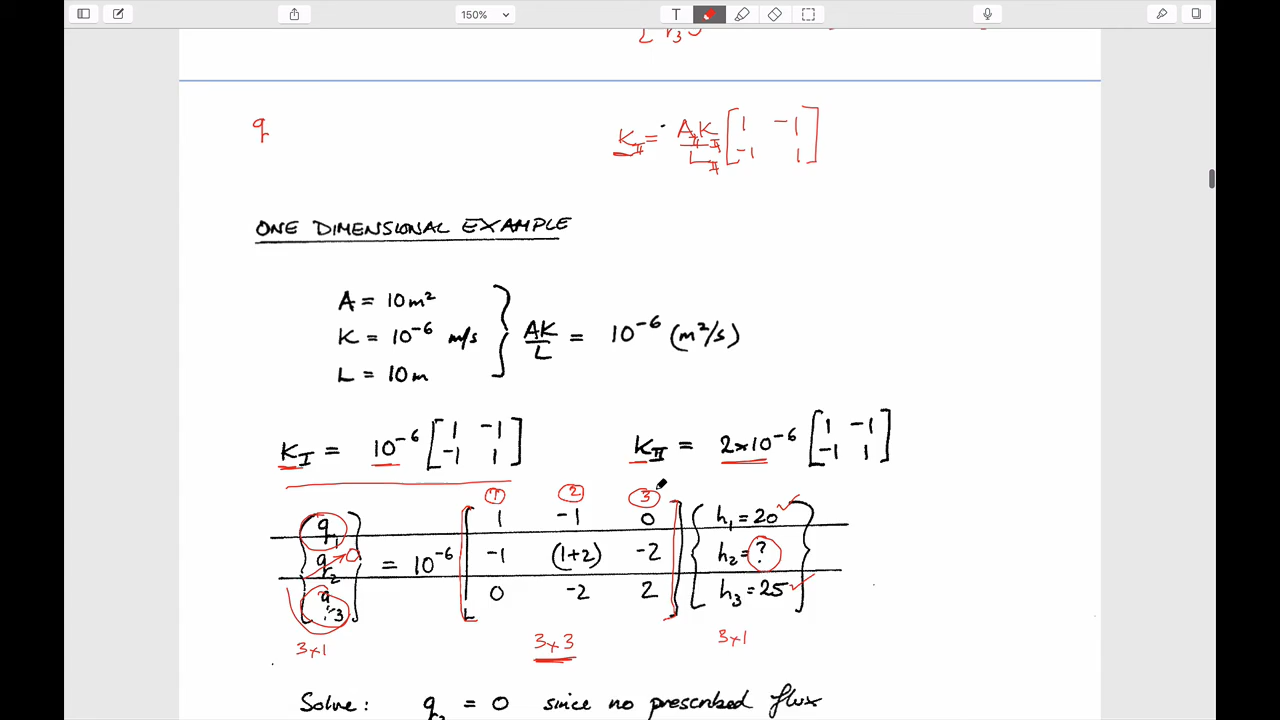 150%
T
L r₃ J
q
K_II = A_II K_II / L_II [ 1 -1
-1 1 ]
ONE DIMENSIONAL EXAMPLE
A = 10m²
K = 10⁻⁶ m/s
L = 10m
AK/L = 10⁻⁶ (m²/s)
K_I = 10⁻⁶ [ 1 -1
-1 1 ]
K_II = 2×10⁻⁶ [ 1 -1
-1 1 ]
1 2 3
q₁ 1 -1 0 h₁ = 20
q₂ 0 = 10⁻⁶ -1 (1+2) -2 h₂ = ?
q₃ 0 -2 2 h₃ = 25
3×1 3×3 3×1
Solve: q₂ = 0 since no prescribed flux